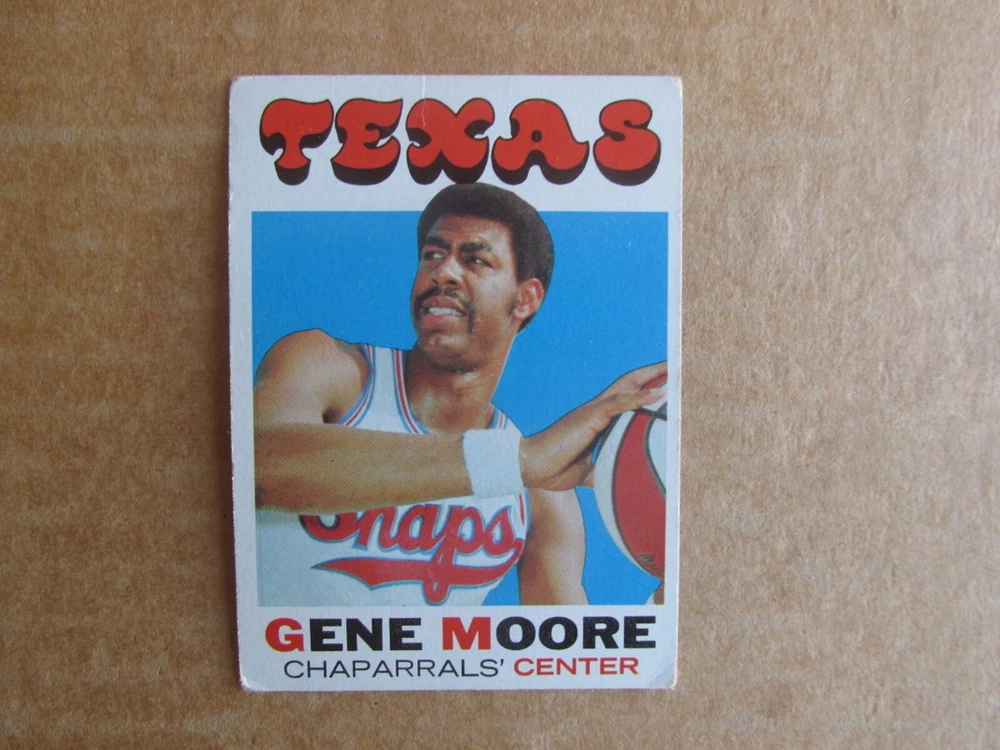 TEXAS
Chaps
GENE MOORE
CHAPARRALS' CENTER